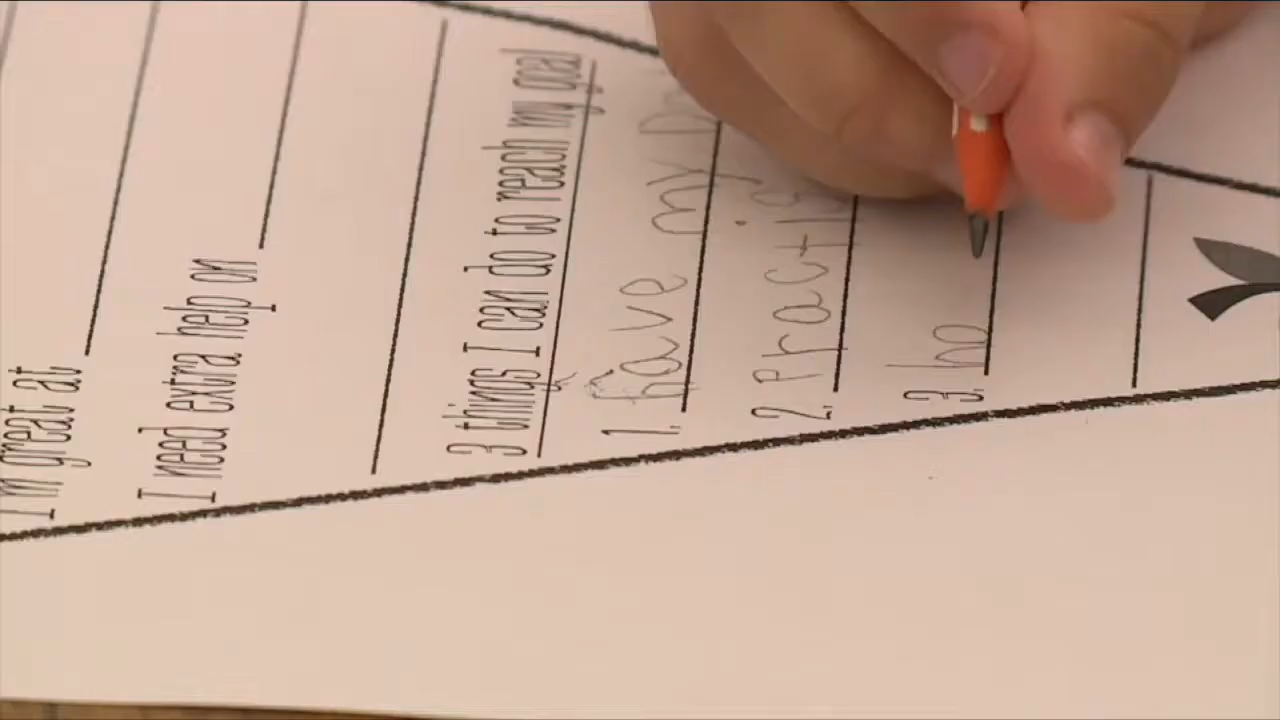 I'm great at
I need extra help on
3 things I can do to reach my goal
1. have my
2. Practic
3. ho